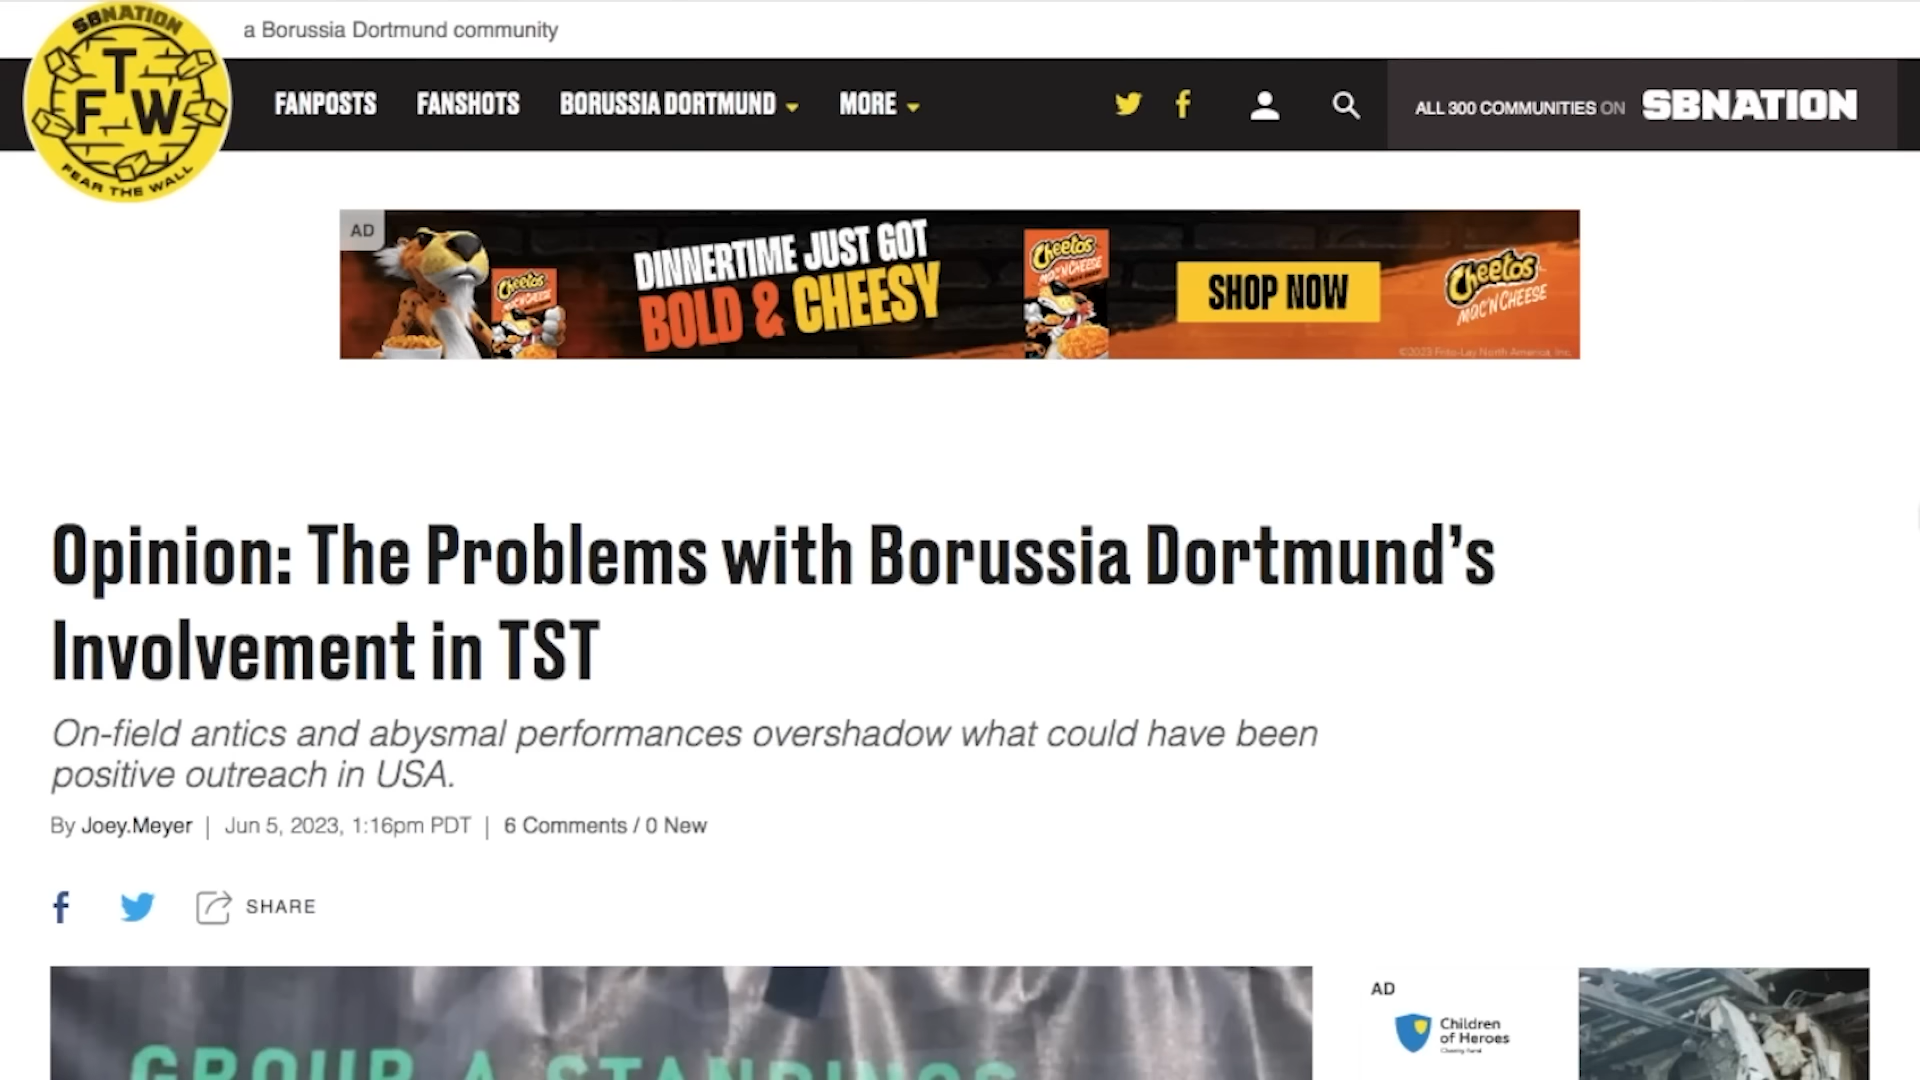 SBNATION
TFW
FEAR THE WALL
a Borussia Dortmund community
FANPOSTS FANSHOTS BORUSSIA DORTMUND MORE
ALL 300 COMMUNITIES ON SBNATION
AD
Cheetos
MAC'N CHEESE
DINNERTIME JUST GOT
BOLD & CHEESY
Cheetos
MAC'N CHEESE
SHOP NOW
Cheetos
MAC'N CHEESE
©2023 Frito-Lay North America, Inc.
Opinion: The Problems with Borussia Dortmund’s
Involvement in TST
On-field antics and abysmal performances overshadow what could have been
positive outreach in USA.
By Joey.Meyer | Jun 5, 2023, 1:16pm PDT | 6 Comments / 0 New
SHARE
GROUP A STANDINGS
AD
Children
of Heroes
Charity Fund